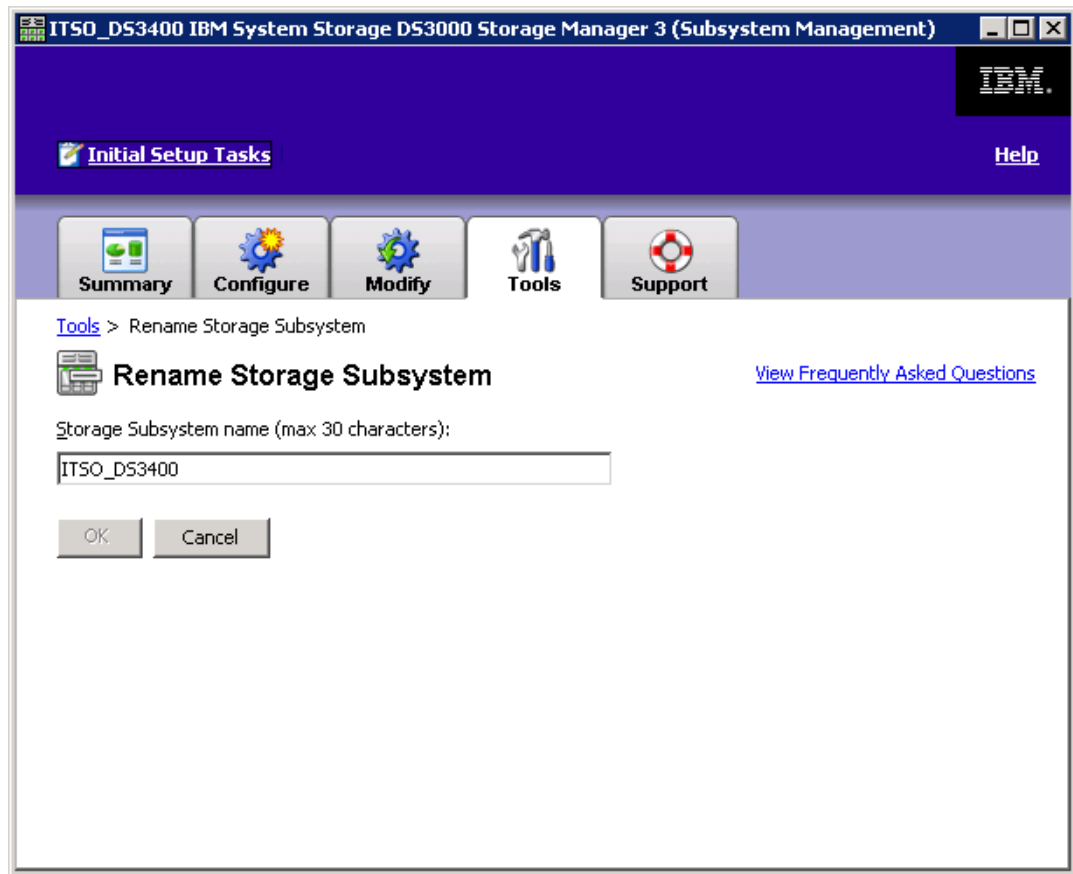 ITSO_DS3400 IBM System Storage DS3000 Storage Manager 3 (Subsystem Management)
IBM.
Initial Setup Tasks
Help
Summary
Configure
Modify
Tools
Support
Tools > Rename Storage Subsystem
Rename Storage Subsystem
View Frequently Asked Questions
Storage Subsystem name (max 30 characters):
ITSO_DS3400
OK
Cancel